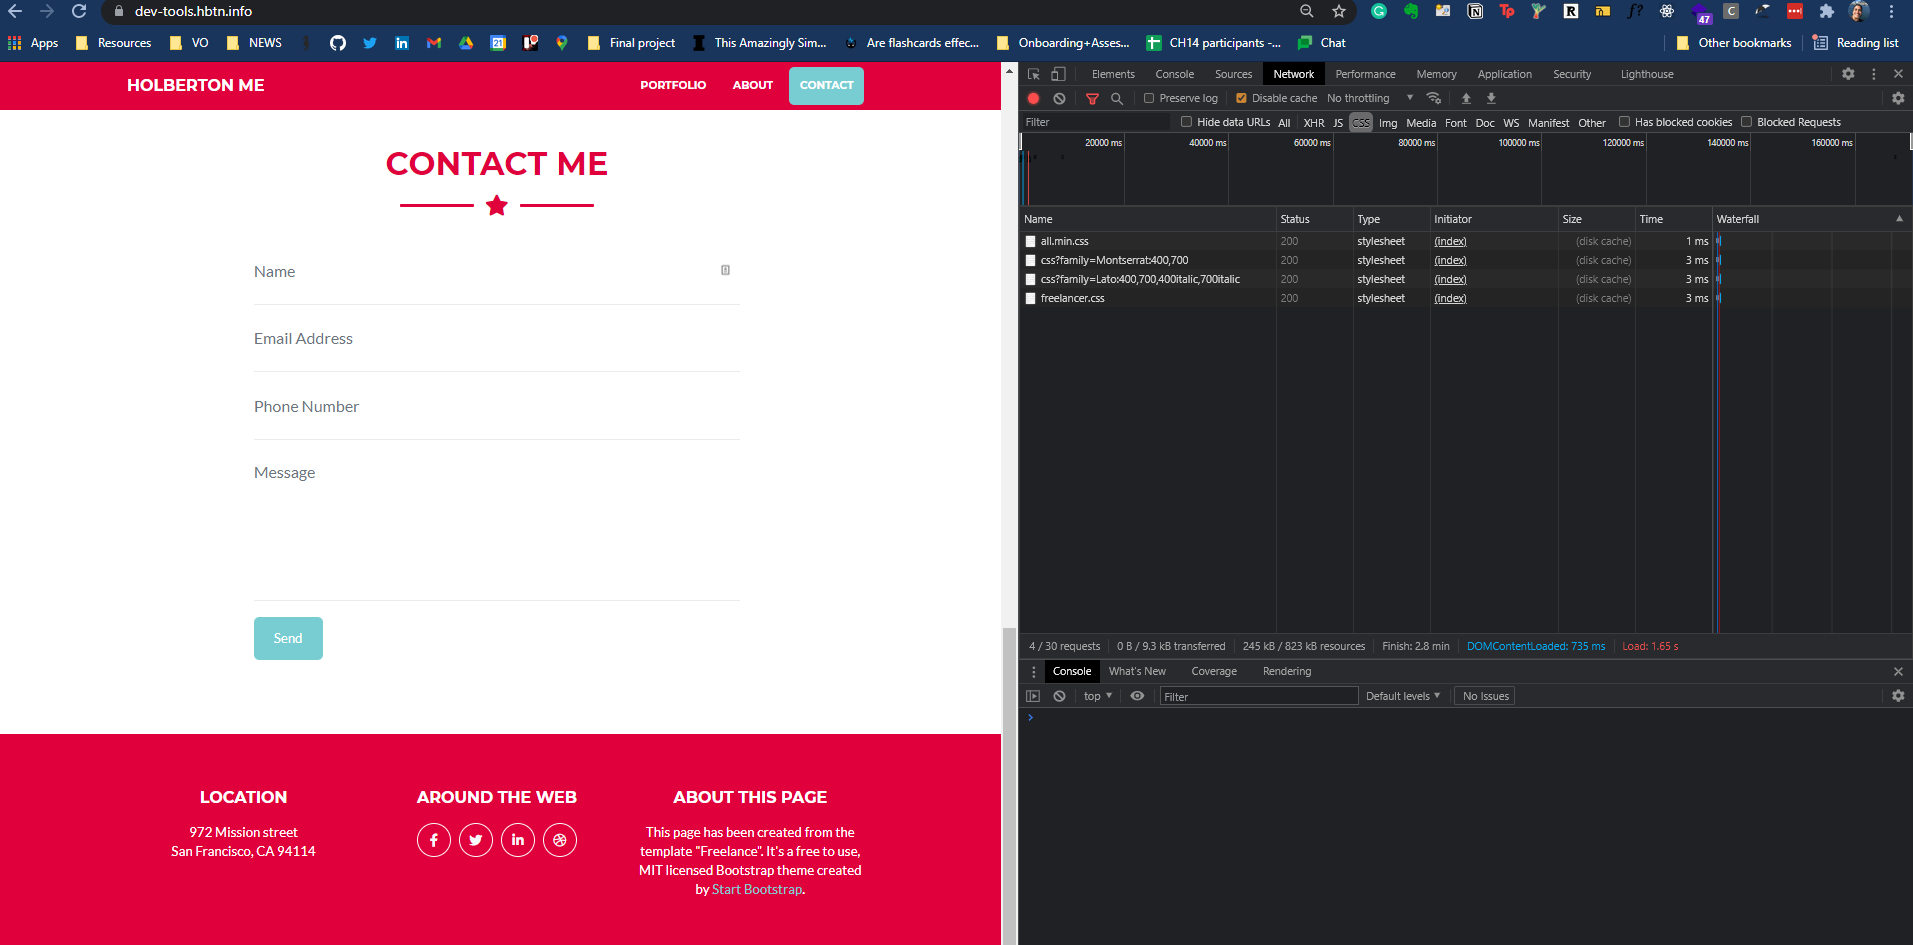 dev-tools.hbtn.info
47
Apps Resources VO NEWS 21 Final project This Amazingly Sim... Are flashcards effec... Onboarding+Asses... CH14 participants -... Chat Other bookmarks Reading list
HOLBERTON ME PORTFOLIO ABOUT CONTACT
CONTACT ME
Name
Email Address
Phone Number
Message
Send
LOCATION
972 Mission street
San Francisco, CA 94114
AROUND THE WEB
ABOUT THIS PAGE
This page has been created from the
template "Freelance". It's a free to use,
MIT licensed Bootstrap theme created
by Start Bootstrap.
Elements Console Sources Network Performance Memory Application Security Lighthouse
Preserve log Disable cache No throttling
Filter Hide data URLs All XHR JS CSS Img Media Font Doc WS Manifest Other Has blocked cookies Blocked Requests
20000 ms 40000 ms 60000 ms 80000 ms 100000 ms 120000 ms 140000 ms 160000 ms
Name Status Type Initiator Size Time Waterfall
all.min.css 200 stylesheet (index) (disk cache) 1 ms
css?family=Montserrat:400,700 200 stylesheet (index) (disk cache) 3 ms
css?family=Lato:400,700,400italic,700italic 200 stylesheet (index) (disk cache) 3 ms
freelancer.css 200 stylesheet (index) (disk cache) 3 ms
4 / 30 requests 0 B / 9.3 kB transferred 245 kB / 823 kB resources Finish: 2.8 min DOMContentLoaded: 735 ms Load: 1.65 s
Console What's New Coverage Rendering
top Filter Default levels No Issues